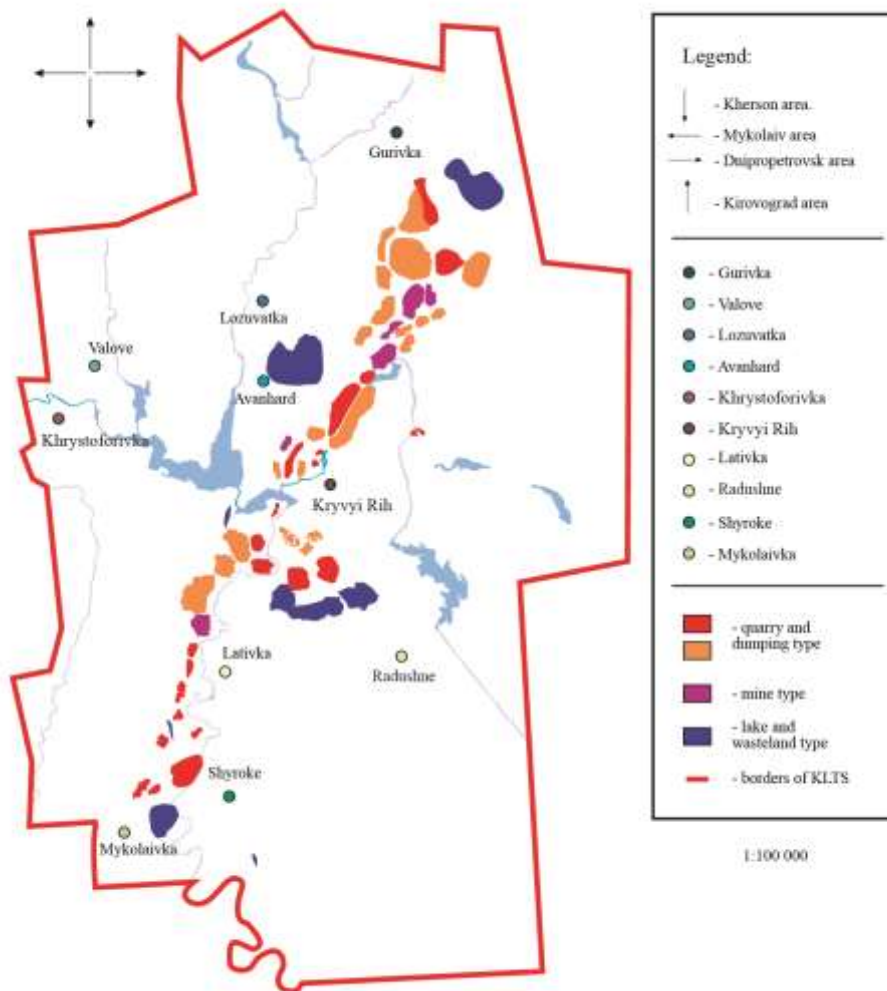 Gurivka
Lozuvatka
Valove
Avanhard
Khrystoforivka
Kryvyi Rih
Lativka
Radushne
Shyroke
Mykolaivka
Legend:
- Kherson area.
- Mykolaiv area
- Dnipropetrovsk area
- Kirovograd area
- Gurivka
- Valove
- Lozuvatka
- Avanhard
- Khrystoforivka
- Kryvyi Rih
- Lativka
- Radushne
- Shyroke
- Mykolaivka
- quarry and
dumping type
- mine type
- lake and
wasteland type
- borders of KLTS
1:100 000